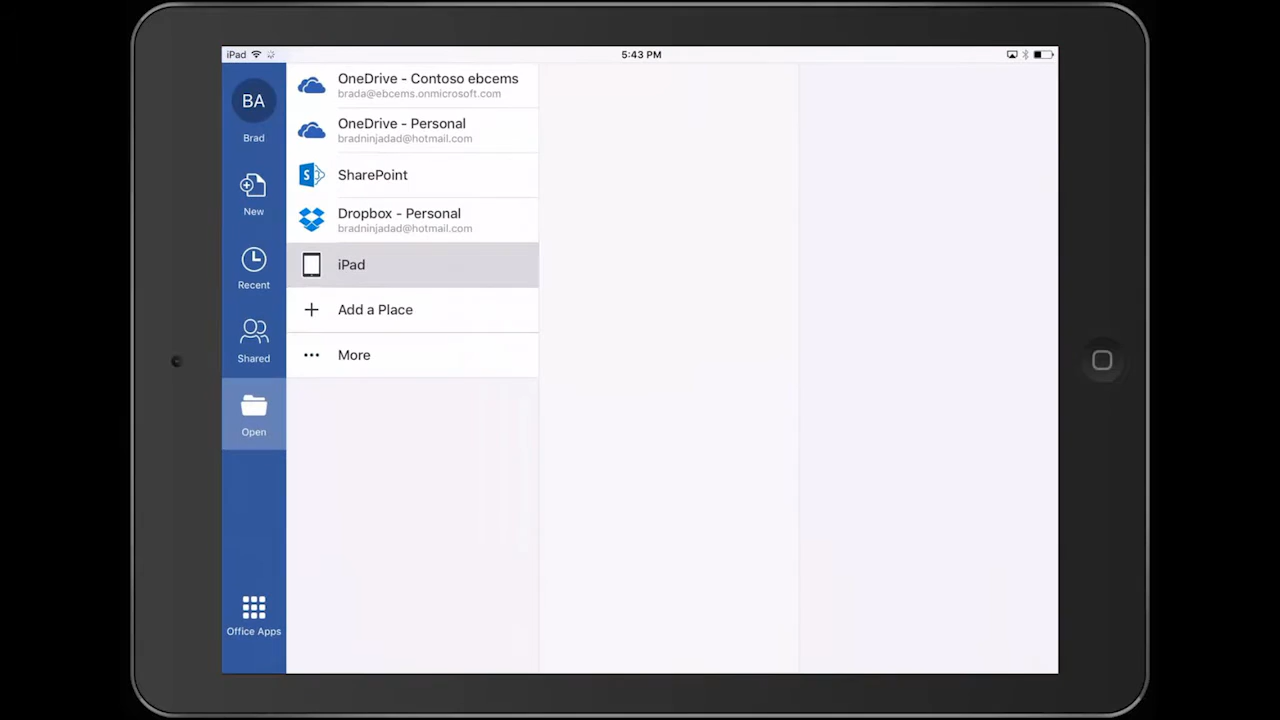 iPad
5:43 PM
BA
Brad
New
Recent
Shared
Open
Office Apps
OneDrive - Contoso ebcems
brada@ebcems.onmicrosoft.com
OneDrive - Personal
bradninjadad@hotmail.com
S
SharePoint
Dropbox - Personal
bradninjadad@hotmail.com
iPad
Add a Place
More